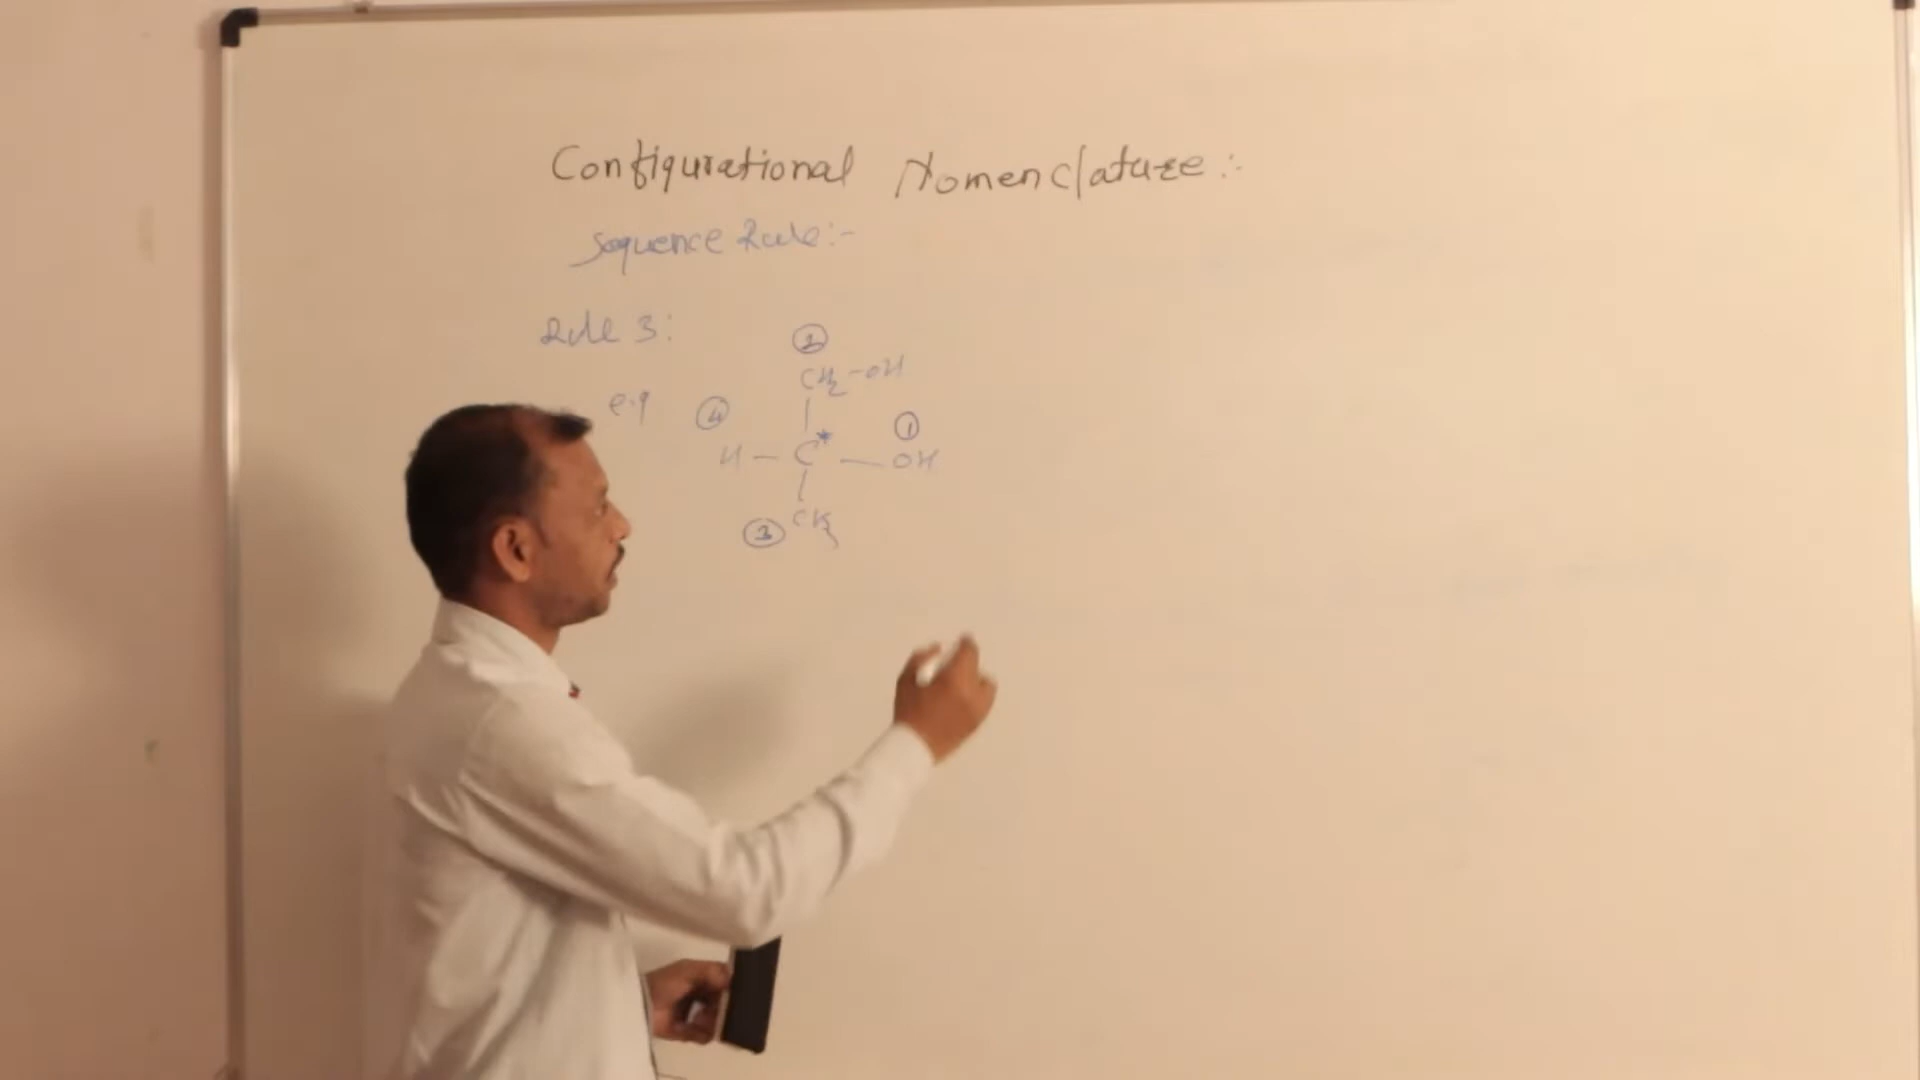 Configurational Nomenclature:-
Sequence Rule:-
Rule 3:
②
CH2-OH
e.g ④ ①
H - C* - OH
③ CH3